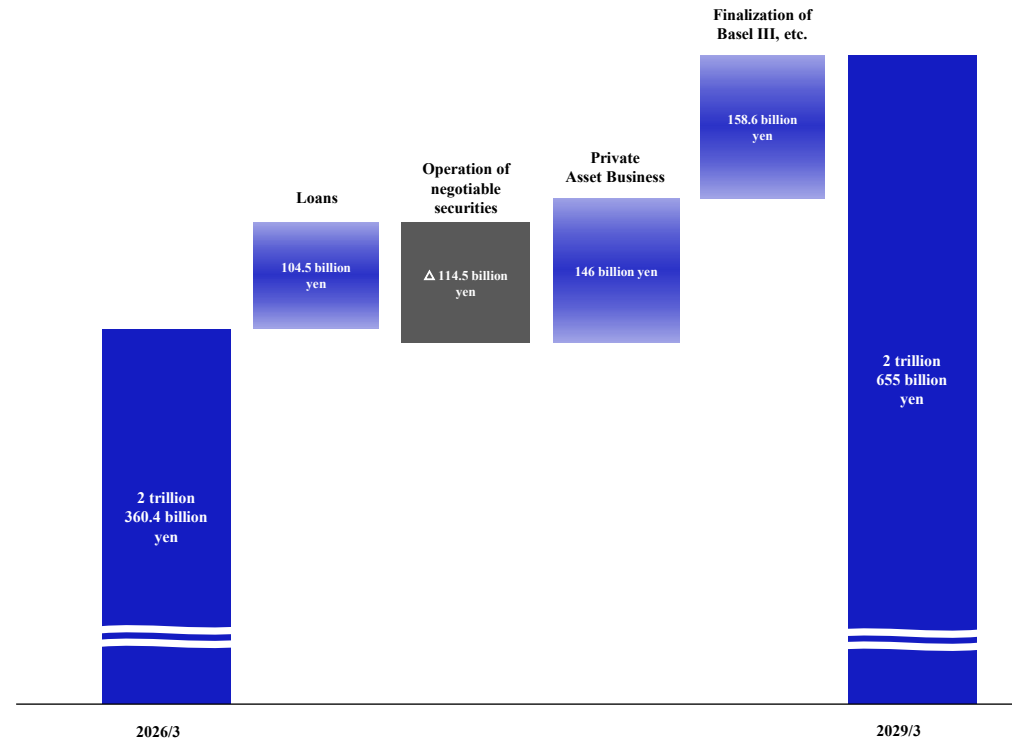 Finalization of
Basel III, etc.
158.6 billion
yen
Private
Asset Business
146 billion yen
Operation of
negotiable
securities
△ 114.5 billion
yen
Loans
104.5 billion
yen
2 trillion
360.4 billion
yen
2 trillion
655 billion
yen
2026/3
2029/3